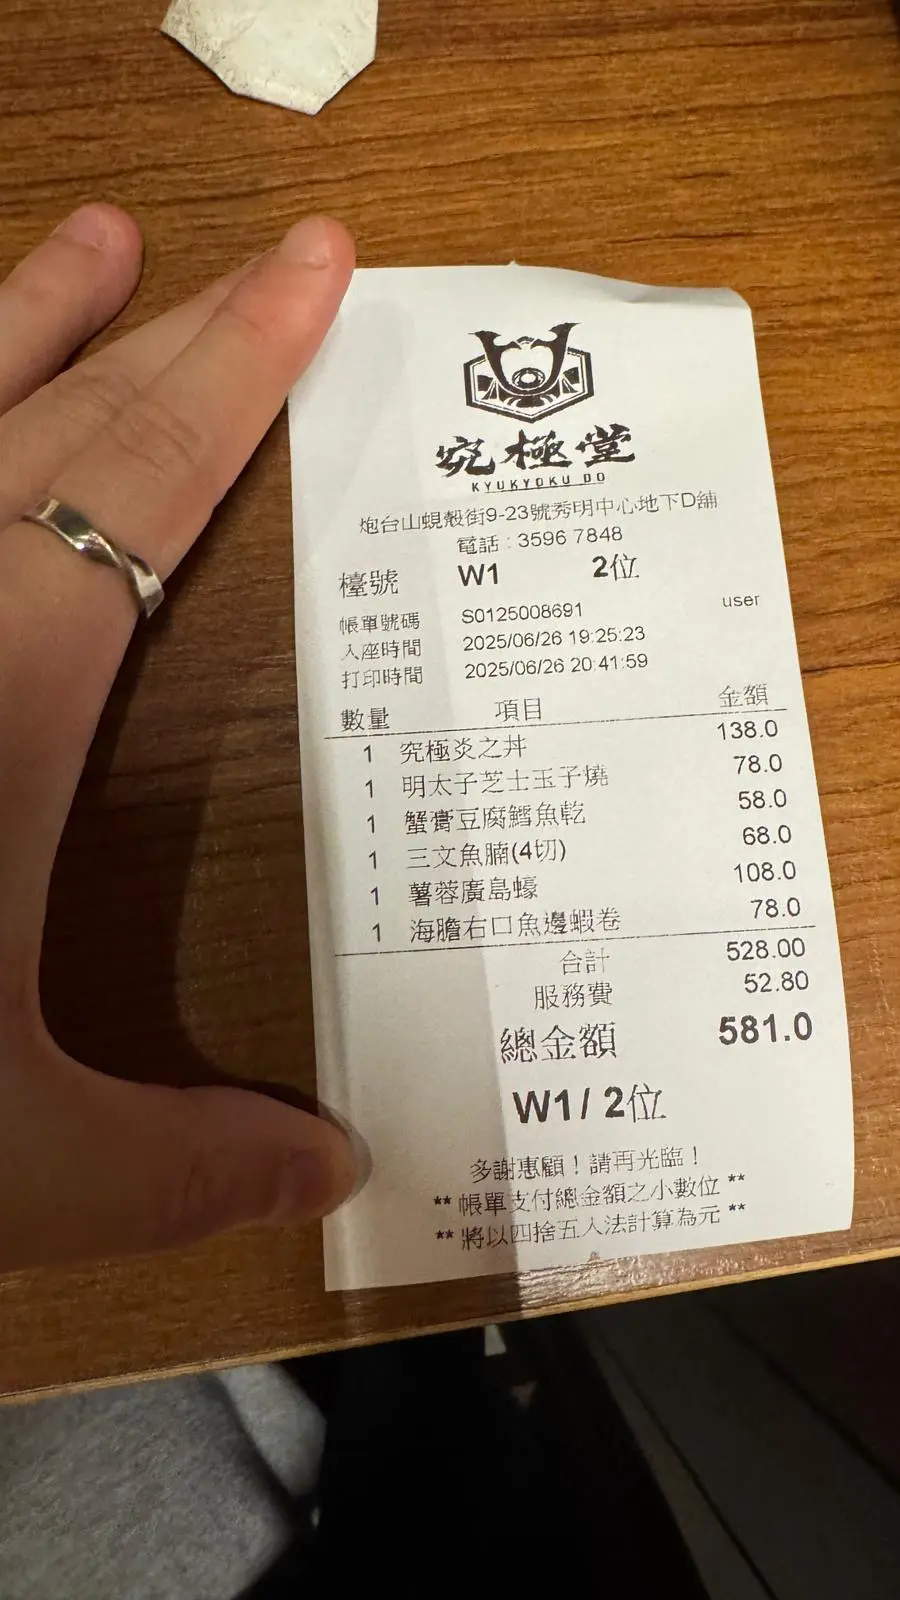 究極堂
KYUKYOKU DO
炮台山蜆殼街9-23號秀明中心地下D舖
電話 : 3596 7848
檯號 W1 2位
帳單號碼 S0125008691 user
入座時間 2025/06/26 19:25:23
打印時間 2025/06/26 20:41:59
數量 項目 金額
1 究極炎之丼 138.0
1 明太子芝士玉子燒 78.0
1 蟹膏豆腐鱈魚乾 58.0
1 三文魚腩(4切) 68.0
1 薯蓉廣島蠔 108.0
1 海膽右口魚邊蝦卷 78.0
合計 528.00
服務費 52.80
總金額 581.0
W1 / 2位
多謝惠顧！請再光臨！
** 帳單支付總金額之小數位 **
** 將以四捨五入法計算為元 **